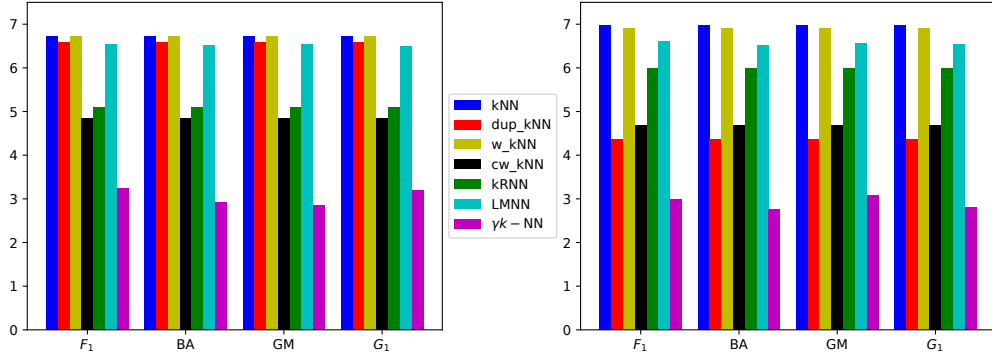 7
6
5
4
3
2
1
0
F₁ BA GM G₁
kNN
dup_kNN
w_kNN
cw_kNN
kRNN
LMNN
γk−NN
7
6
5
4
3
2
1
0
F₁ BA GM G₁